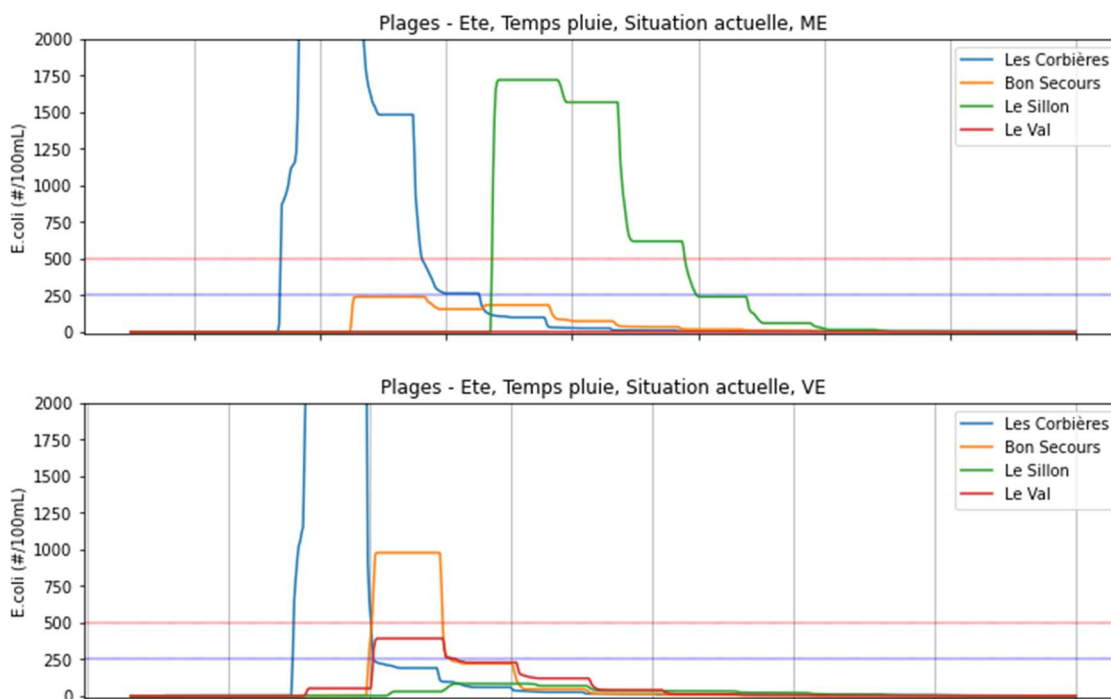 Plages - Ete, Temps pluie, Situation actuelle, ME
2000
1750
1500
1250
1000
750
500
250
0
E.coli (#/100mL)
Les Corbières
Bon Secours
Le Sillon
Le Val
Plages - Ete, Temps pluie, Situation actuelle, VE
2000
1750
1500
1250
1000
750
500
250
0
E.coli (#/100mL)
Les Corbières
Bon Secours
Le Sillon
Le Val